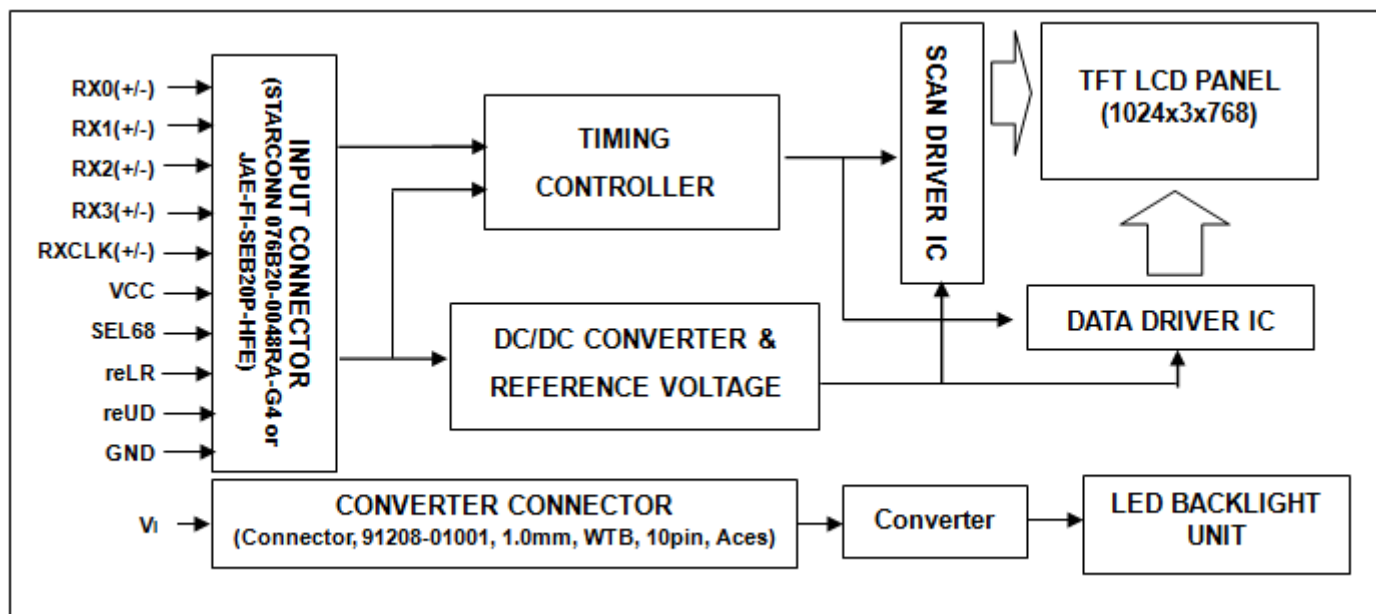 RX0(+/-)
RX1(+/-)
RX2(+/-)
RX3(+/-)
RXCLK(+/-)
VCC
SEL68
reLR
reUD
GND
INPUT CONNECTOR
(STARCONN 076B20-0048RA-G4 or
JAE-FI-SEB20P-HFE)
TIMING
CONTROLLER
DC/DC CONVERTER &
REFERENCE VOLTAGE
SCAN DRIVER IC
TFT LCD PANEL
(1024x3x768)
DATA DRIVER IC
VI
CONVERTER CONNECTOR
(Connector, 91208-01001, 1.0mm, WTB, 10pin, Aces)
Converter
LED BACKLIGHT
UNIT